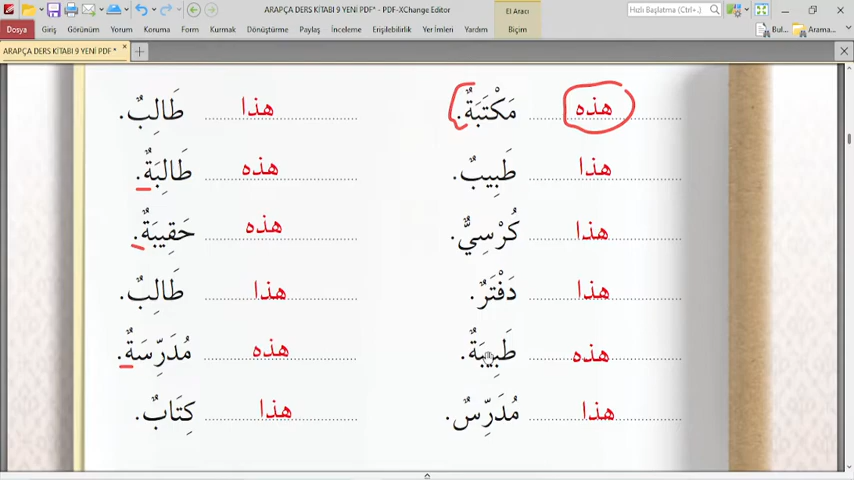 ARAPÇA DERS KİTABI 9 YENİ PDF* - PDF-XChange Editor
El Aracı
Hızlı Başlatma (Ctrl+.)
Dosya Giriş Görünüm Yorum Koruma Form Kurmak Dönüştürme Paylaş İnceleme Erişilebilirlik Yer İmleri Yardım Biçim Bul... Arama...
ARAPÇA DERS KİTABI 9 YENİ PDF *
هذه مَكْتَبَةٌ.
هذا طَالِبٌ.
هذا طَبِيبٌ.
هذه طَالِبَةٌ.
هذا كُرْسِيٌّ.
هذه حَقِيبَةٌ.
هذا دَفْتَرٌ.
هذا طَالِبٌ.
هذه طَبِيبَةٌ.
هذه مُدَرِّسَةٌ.
هذا مُدَرِّسٌ.
هذا كِتَابٌ.